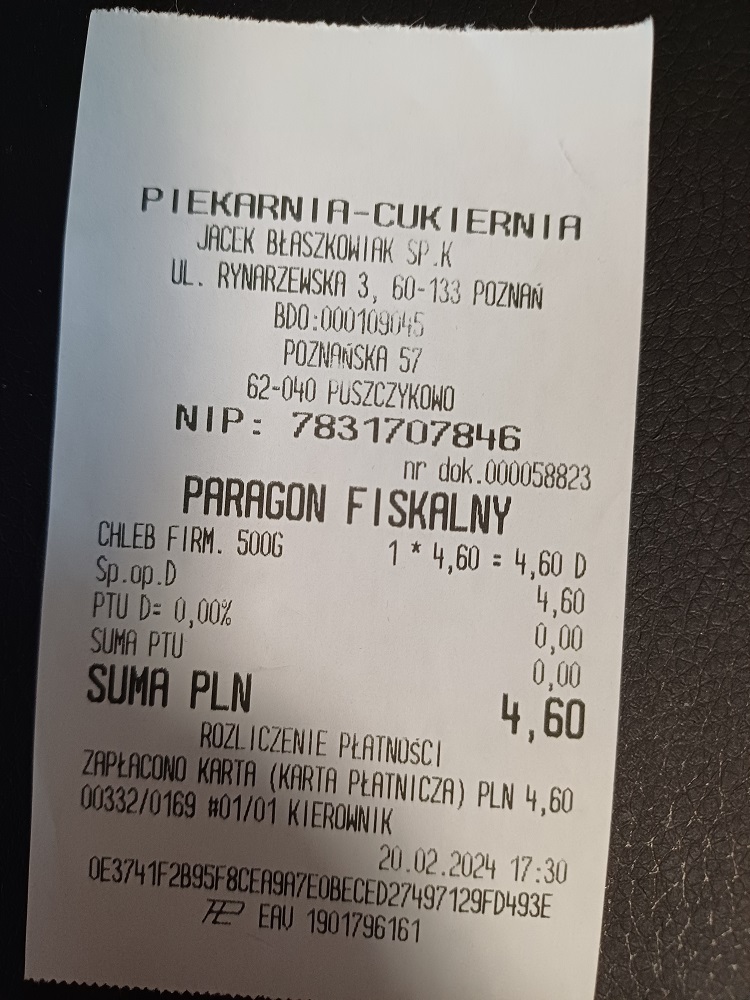 PIEKARNIA-CUKIERNIA
JACEK BŁASZKOWIAK SP.K
UL. RYNARZEWSKA 3, 60-133 POZNAŃ
BDO:000109045
POZNAŃSKA 57
62-040 PUSZCZYKOWO
NIP: 7831707846
nr dok.000058823
PARAGON FISKALNY
CHLEB FIRM. 500G 1 * 4,60 = 4,60 D
Sp.op.D 4,60
PTU D= 0,00% 0,00
SUMA PTU 0,00
SUMA PLN 4,60
ROZLICZENIE PŁATNOŚCI
ZAPŁACONO KARTA (KARTA PŁATNICZA) PLN 4,60
00332/0169 #01/01 KIEROWNIK
20.02.2024 17:30
0E3741F2B95F8CEA9A7E0BECED27497129FD493E
EAU 1901796161